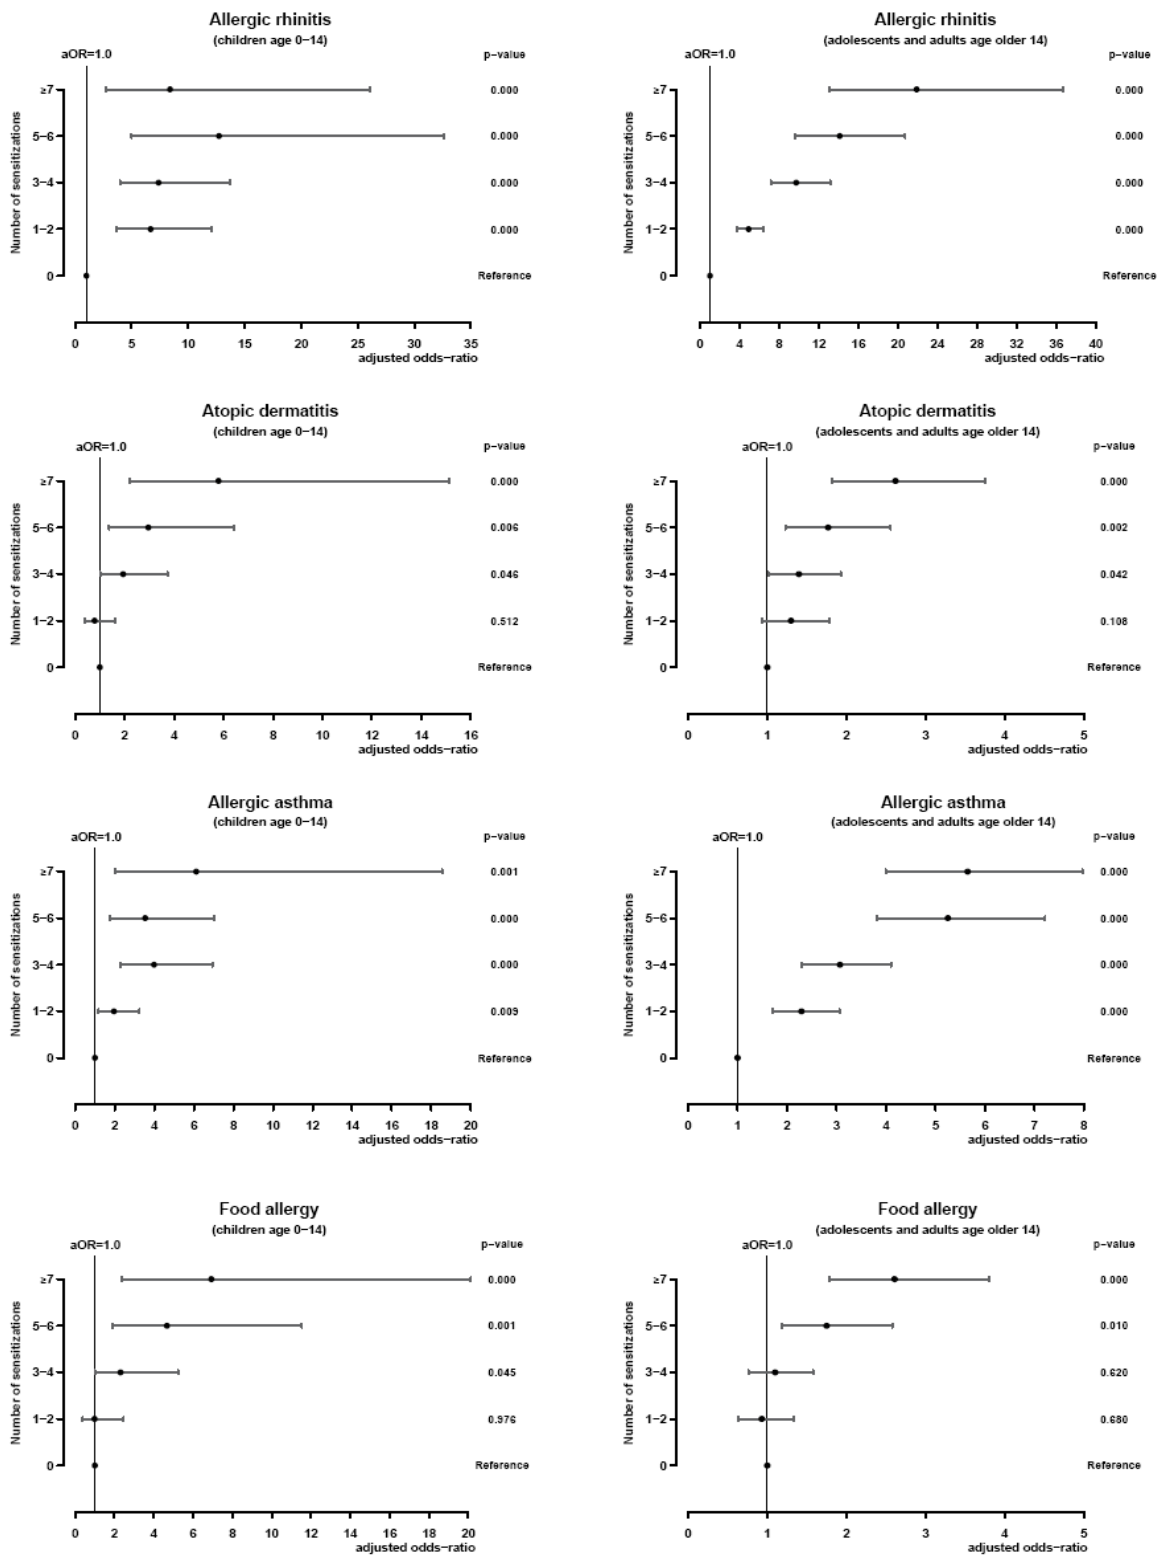 Allergic rhinitis
(children age 0−14)
aOR=1.0
p−value
≥7
0.000
5−6
0.000
3−4
0.000
1−2
0.000
0
Reference
Number of sensitizations
0 5 10 15 20 25 30 35
adjusted odds−ratio
Allergic rhinitis
(adolescents and adults age older 14)
aOR=1.0
p−value
≥7
0.000
5−6
0.000
3−4
0.000
1−2
0.000
0
Reference
Number of sensitizations
0 4 8 12 16 20 24 28 32 36 40
adjusted odds−ratio
Atopic dermatitis
(children age 0−14)
aOR=1.0
p−value
≥7
0.000
5−6
0.006
3−4
0.046
1−2
0.512
0
Reference
Number of sensitizations
0 2 4 6 8 10 12 14 16
adjusted odds−ratio
Atopic dermatitis
(adolescents and adults age older 14)
aOR=1.0
p−value
≥7
0.000
5−6
0.002
3−4
0.042
1−2
0.108
0
Reference
Number of sensitizations
0 1 2 3 4 5
adjusted odds−ratio
Allergic asthma
(children age 0−14)
aOR=1.0
p−value
≥7
0.001
5−6
0.000
3−4
0.000
1−2
0.009
0
Reference
Number of sensitizations
0 2 4 6 8 10 12 14 16 18 20
adjusted odds−ratio
Allergic asthma
(adolescents and adults age older 14)
aOR=1.0
p−value
≥7
0.000
5−6
0.000
3−4
0.000
1−2
0.000
0
Reference
Number of sensitizations
0 1 2 3 4 5 6 7 8
adjusted odds−ratio
Food allergy
(children age 0−14)
aOR=1.0
p−value
≥7
0.000
5−6
0.001
3−4
0.045
1−2
0.976
0
Reference
Number of sensitizations
0 2 4 6 8 10 12 14 16 18 20
adjusted odds−ratio
Food allergy
(adolescents and adults age older 14)
aOR=1.0
p−value
≥7
0.000
5−6
0.010
3−4
0.620
1−2
0.680
0
Reference
Number of sensitizations
0 1 2 3 4 5
adjusted odds−ratio